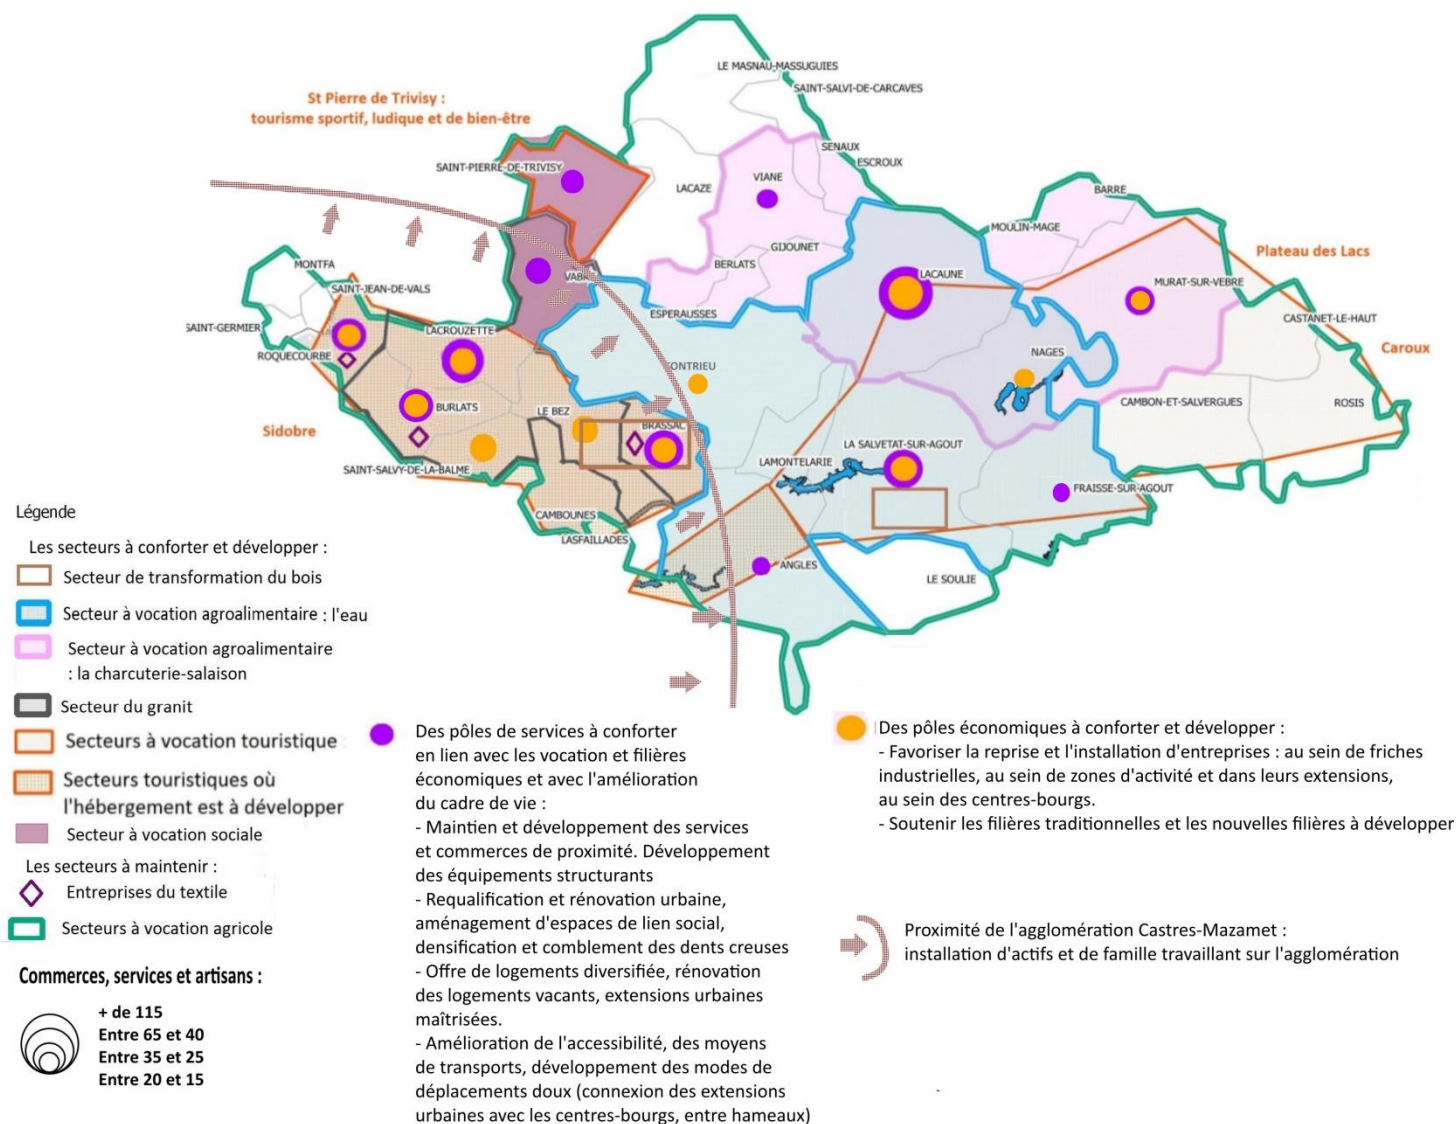 LE MASNAU-MASSUGUIES
SAINT-SALVI-DE-CARCAVES
St Pierre de Trivisy :
tourisme sportif, ludique et de bien-être
SENAUX
ESCROUX
SAINT-PIERRE-DE-TRIVISY
VIANE
LACAZE
BARRE
MOULIN-MAGE
GIJOUNET
Plateau des Lacs
MONTFA
BERLATS
VABRE
LACAUNE
MURAT-SUR-VEBRE
SAINT-JEAN-DE-VALS
ESPERAUSSES
CASTANET-LE-HAUT
SAINT-GERMIER
LACROUZETTE
Caroux
ROQUECOURBE
NAGES
ONTRIEU
CAMBON-ET-SALVERGUES
ROSIS
BURLATS
LE BEZ
BRASSAC
Sidobre
LA SALVETAT-SUR-AGOUT
LAMONTELARIE
SAINT-SALVY-DE-LA-BALME
FRAISSE-SUR-AGOUT
CAMBOUNES
LASFAILLADES
ANGLES
LE SOULIE
Légende
Les secteurs à conforter et développer :
Secteur de transformation du bois
Secteur à vocation agroalimentaire : l'eau
Secteur à vocation agroalimentaire
: la charcuterie-salaison
Secteur du granit
Secteurs à vocation touristique
Secteurs touristiques où
l'hébergement est à développer
Secteur à vocation sociale
Les secteurs à maintenir :
Entreprises du textile
Secteurs à vocation agricole
Commerces, services et artisans :
+ de 115
Entre 65 et 40
Entre 35 et 25
Entre 20 et 15
Des pôles de services à conforter
en lien avec les vocation et filières
économiques et avec l'amélioration
du cadre de vie :
- Maintien et développement des services
et commerces de proximité. Développement
des équipements structurants
- Requalification et rénovation urbaine,
aménagement d'espaces de lien social,
densification et comblement des dents creuses
- Offre de logements diversifiée, rénovation
des logements vacants, extensions urbaines
maîtrisées.
- Amélioration de l'accessibilité, des moyens
de transports, développement des modes de
déplacements doux (connexion des extensions
urbaines avec les centres-bourgs, entre hameaux)
Des pôles économiques à conforter et développer :
- Favoriser la reprise et l'installation d'entreprises : au sein de friches
industrielles, au sein de zones d'activité et dans leurs extensions,
au sein des centres-bourgs.
- Soutenir les filières traditionnelles et les nouvelles filières à développer
Proximité de l'agglomération Castres-Mazamet :
installation d'actifs et de famille travaillant sur l'agglomération